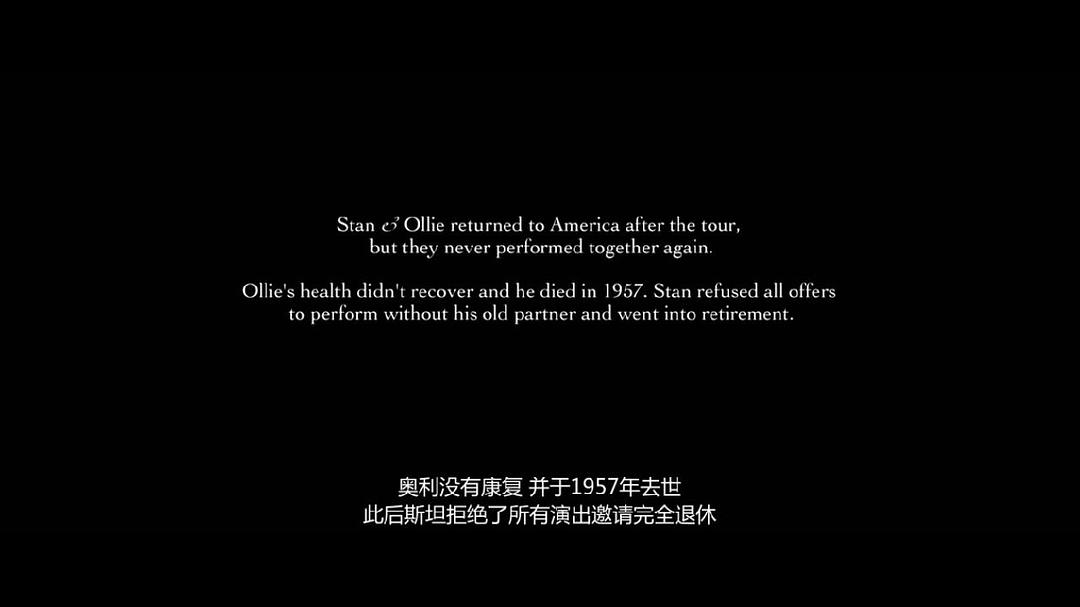 Stan & Ollie returned to America after the tour,
but they never performed together again.
Ollie's health didn't recover and he died in 1957. Stan refused all offers
to perform without his old partner and went into retirement.
奥利没有康复 并于1957年去世
此后斯坦拒绝了所有演出邀请完全退休